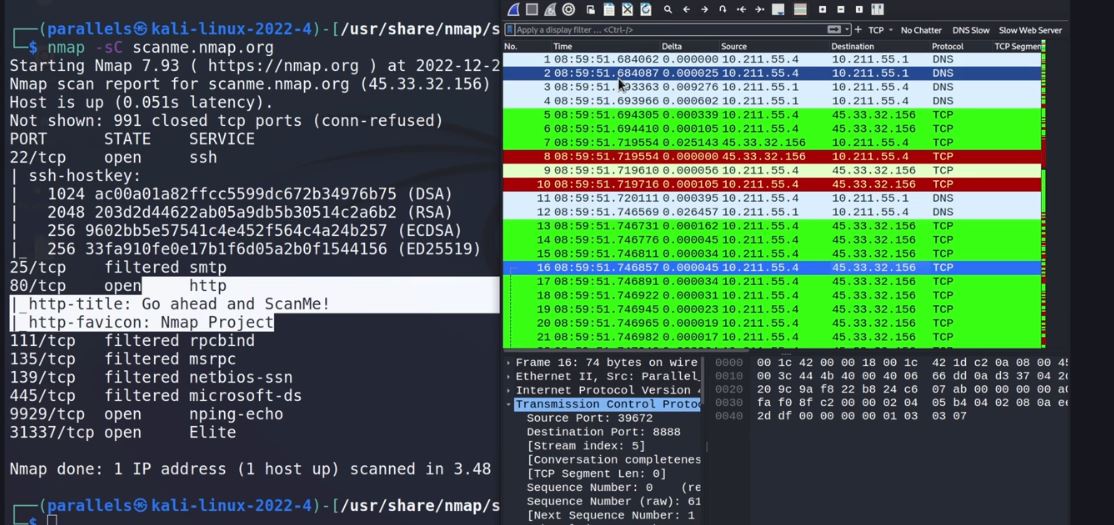 ┌──(parallels㉿kali-linux-2022-4)-[/usr/share/nmap/s
└─$ nmap -sC scanme.nmap.org
Starting Nmap 7.93 ( https://nmap.org ) at 2022-12-2
Nmap scan report for scanme.nmap.org (45.33.32.156)
Host is up (0.051s latency).
Not shown: 991 closed tcp ports (conn-refused)
PORT      STATE    SERVICE
22/tcp    open     ssh
| ssh-hostkey:
|   1024 ac00a01a82ffcc5599dc672b34976b75 (DSA)
|   2048 203d2d44622ab05a9db5b30514c2a6b2 (RSA)
|   256 9602bb5e57541c4e452f564c4a24b257 (ECDSA)
|_  256 33fa910fe0e17b1f6d05a2b0f1544156 (ED25519)
25/tcp    filtered smtp
80/tcp    open     http
|_http-title: Go ahead and ScanMe!
|_http-favicon: Nmap Project
111/tcp   filtered rpcbind
135/tcp   filtered msrpc
139/tcp   filtered netbios-ssn
445/tcp   filtered microsoft-ds
9929/tcp  open     nping-echo
31337/tcp open     Elite
Nmap done: 1 IP address (1 host up) scanned in 3.48
┌──(parallels㉿kali-linux-2022-4)-[/usr/share/nmap/s
└─$
Apply a display filter ... <Ctrl-/> + TCP No Chatter DNS Slow Slow Web Server
No. Time Delta Source Destination Protocol TCP Segmen
1 08:59:51.684062 0.000000 10.211.55.4 10.211.55.1 DNS
2 08:59:51.684087 0.000025 10.211.55.4 10.211.55.1 DNS
3 08:59:51.693363 0.009276 10.211.55.1 10.211.55.4 DNS
4 08:59:51.693966 0.000602 10.211.55.1 10.211.55.4 DNS
5 08:59:51.694305 0.000339 10.211.55.4 45.33.32.156 TCP
6 08:59:51.694410 0.000105 10.211.55.4 45.33.32.156 TCP
7 08:59:51.719554 0.025143 10.211.55.4 45.33.32.156 TCP
8 08:59:51.719554 0.000000 45.33.32.156 10.211.55.4 TCP
9 08:59:51.719610 0.000056 10.211.55.4 45.33.32.156 TCP
10 08:59:51.719716 0.000105 10.211.55.4 45.33.32.156 TCP
11 08:59:51.720111 0.000395 10.211.55.4 10.211.55.1 DNS
12 08:59:51.746569 0.026457 10.211.55.1 10.211.55.4 DNS
13 08:59:51.746731 0.000162 10.211.55.4 45.33.32.156 TCP
14 08:59:51.746776 0.000045 10.211.55.4 45.33.32.156 TCP
15 08:59:51.746811 0.000034 10.211.55.4 45.33.32.156 TCP
16 08:59:51.746857 0.000045 10.211.55.4 45.33.32.156 TCP
17 08:59:51.746891 0.000034 10.211.55.4 45.33.32.156 TCP
18 08:59:51.746922 0.000031 10.211.55.4 45.33.32.156 TCP
19 08:59:51.746945 0.000023 10.211.55.4 45.33.32.156 TCP
20 08:59:51.746965 0.000019 10.211.55.4 45.33.32.156 TCP
21 08:59:51.746982 0.000017 10.211.55.4 45.33.32.156 TCP
Frame 16: 74 bytes on wire
Ethernet II, Src: Parallel
Internet Protocol Version
Transmission Control Protoc
Source Port: 39672
Destination Port: 8888
[Stream index: 5]
[Conversation completenes
[TCP Segment Len: 0]
Sequence Number: 0 (re
Sequence Number (raw): 61
[Next Sequence Number: 1
0000 00 1c 42 00 00 18 00 1c 42 1d c2 0a 08 00 45
0010 00 3c 44 4b 40 00 40 06 66 dd 0a d3 37 04 2
0020 20 9c 9a f8 22 b8 24 c6 07 ab 00 00 00 00 a0
0030 fa f0 8f c2 00 00 02 04 05 b4 04 02 08 0a ee
0040 2d df 00 00 00 00 01 03 03 07